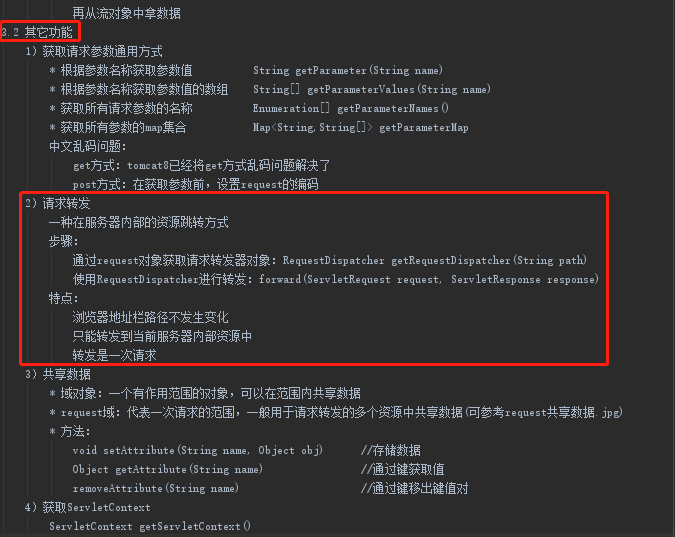 再从流对象中拿数据
3.2 其它功能
1）获取请求参数通用方式
* 根据参数名称获取参数值 String getParameter(String name)
* 根据参数名称获取参数值的数组 String[] getParameterValues(String name)
* 获取所有请求参数的名称 Enumeration[] getParameterNames()
* 获取所有参数的map集合 Map<String,String[]> getParameterMap
中文乱码问题：
get方式：tomcat8已经将get方式乱码问题解决了
post方式：在获取参数前，设置request的编码
2）请求转发
一种在服务器内部的资源跳转方式
步骤：
通过request对象获取请求转发器对象：RequestDispatcher getRequestDispatcher(String path)
使用RequestDispatcher进行转发：forward(ServletRequest request, ServletResponse response)
特点：
浏览器地址栏路径不发生变化
只能转发到当前服务器内部资源中
转发是一次请求
3）共享数据
* 域对象：一个有作用范围的对象，可以在范围内共享数据
* request域：代表一次请求的范围，一般用于请求转发的多个资源中共享数据(可参考request共享数据.jpg)
* 方法：
void setAttribute(String name, Object obj) //存储数据
Object getAttribute(String name) //通过键获取值
removeAttribute(String name) //通过键移出键值对
4）获取ServletContext
ServletContext getServletContext()